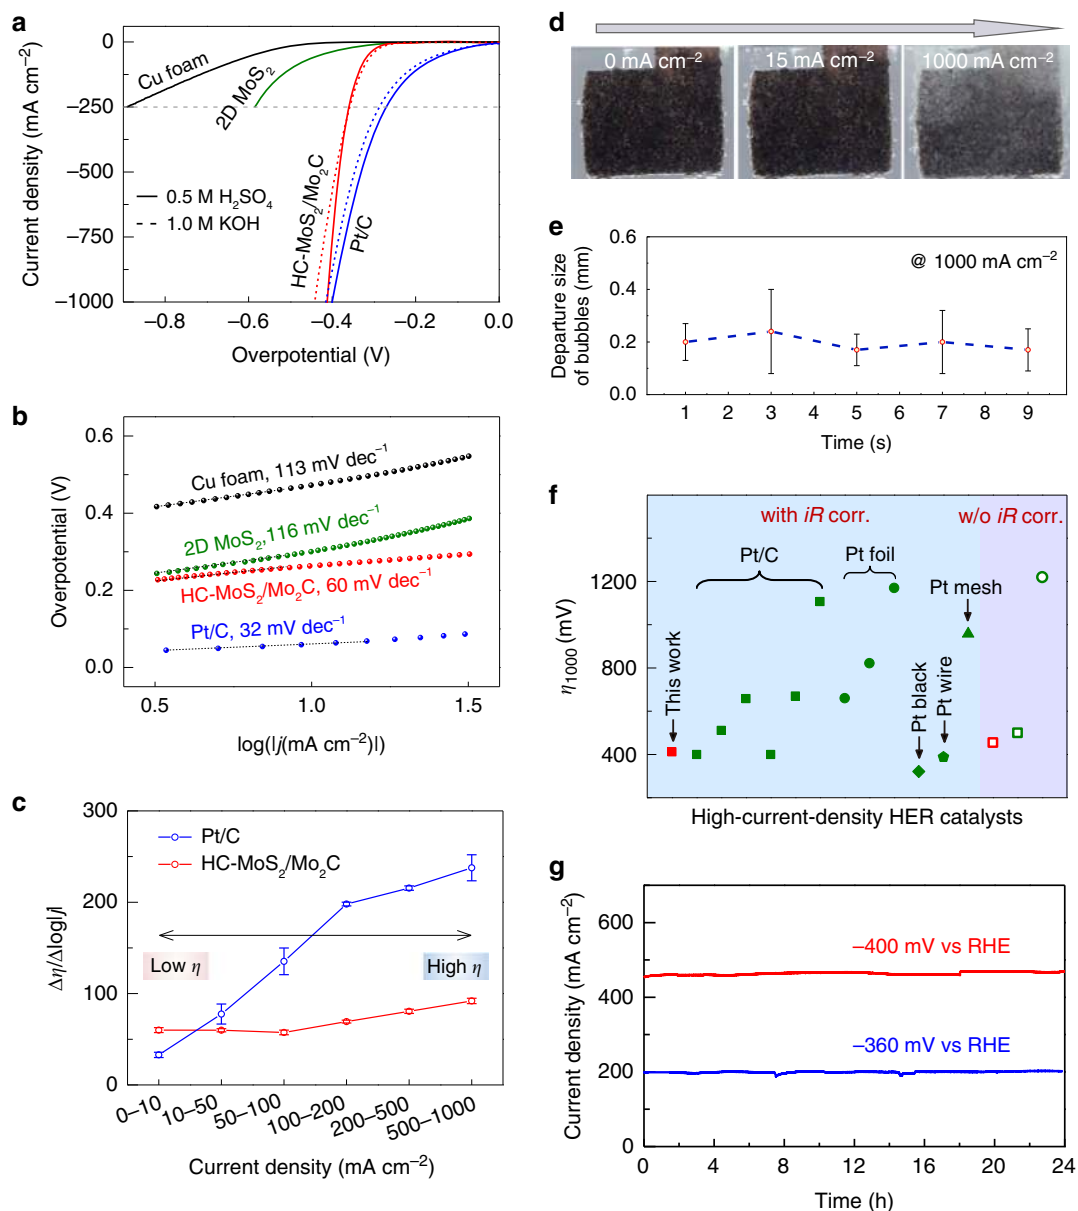 a
Current density (mA cm⁻²)
0
−250
−500
−750
−1000
Cu foam
2D MoS₂
HC-MoS₂/Mo₂C
Pt/C
0.5 M H₂SO₄
1.0 M KOH
−0.8 −0.6 −0.4 −0.2 0.0
Overpotential (V)
b
Overpotential (V)
0.6
0.4
0.2
0.0
Cu foam, 113 mV dec⁻¹
2D MoS₂,116 mV dec⁻¹
HC-MoS₂/Mo₂C, 60 mV dec⁻¹
Pt/C, 32 mV dec⁻¹
0.5 1.0 1.5
log(|j(mA cm⁻²)|)
c
Δη/Δlog|j|
300
200
100
0
Pt/C
HC-MoS₂/Mo₂C
Low η
High η
0–10 10–50 50–100 100–200 200–500 500–1000
Current density (mA cm⁻²)
d
0 mA cm⁻² 15 mA cm⁻² 1000 mA cm⁻²
e
Departure size
of bubbles (mm)
0.6
0.4
0.2
0.0
@ 1000 mA cm⁻²
1 2 3 4 5 6 7 8 9
Time (s)
f
η₁₀₀₀ (mV)
1200
800
400
with iR corr.
w/o iR corr.
Pt/C
Pt foil
Pt mesh
This work
Pt black
Pt wire
High-current-density HER catalysts
g
Current density (mA cm⁻²)
600
400
200
0
−400 mV vs RHE
−360 mV vs RHE
0 4 8 12 16 20 24
Time (h)